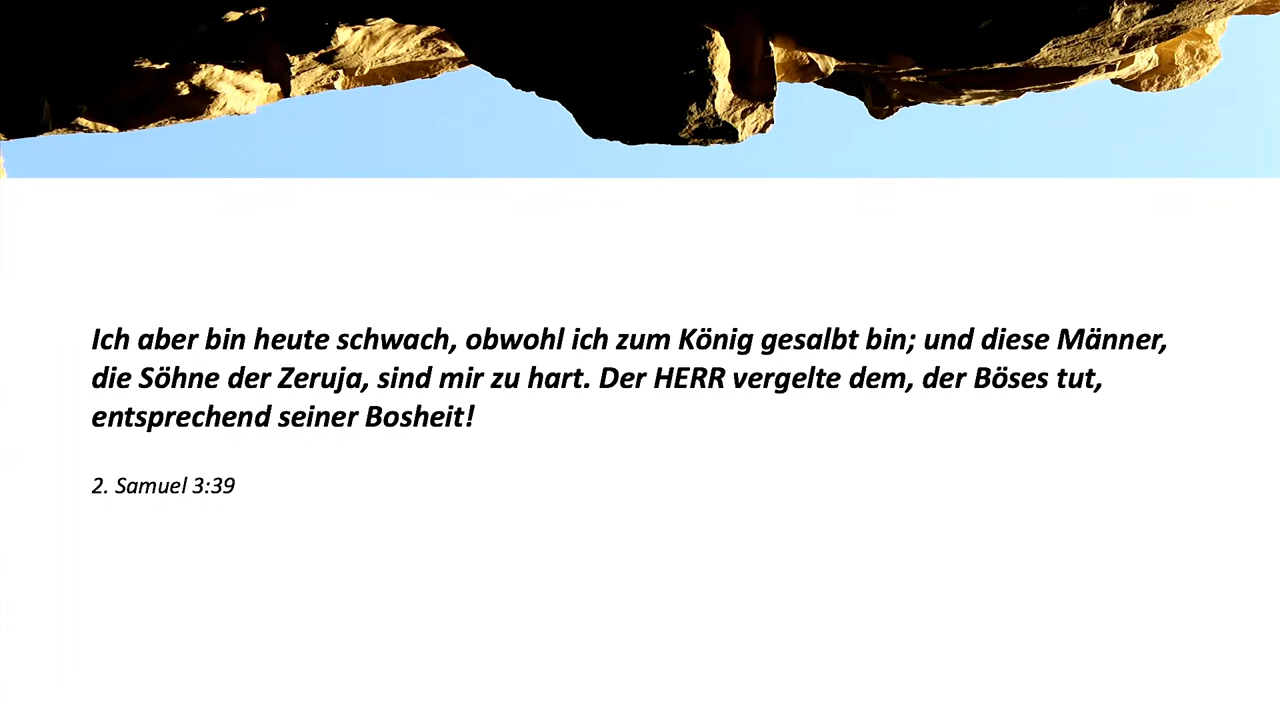 Ich aber bin heute schwach, obwohl ich zum König gesalbt bin; und diese Männer,
die Söhne der Zeruja, sind mir zu hart. Der HERR vergelte dem, der Böses tut,
entsprechend seiner Bosheit!
2. Samuel 3:39